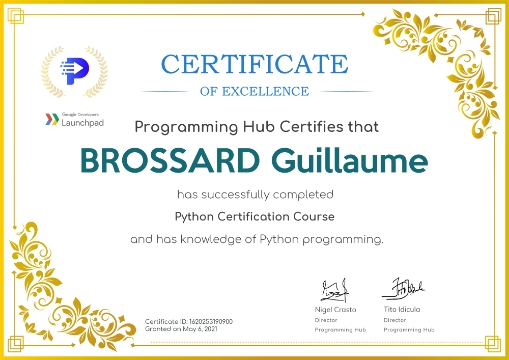 CERTIFICATE
OF EXCELLENCE
Google Developers
Launchpad
Programming Hub Certifies that
BROSSARD Guillaume
has successfully completed
Python Certification Course
and has knowledge of Python programming.
Nigel Crasto
Director
Programming Hub
Tito Idicula
Director
Programming Hub
Certificate ID: 1620253190900
Granted on May 6, 2021